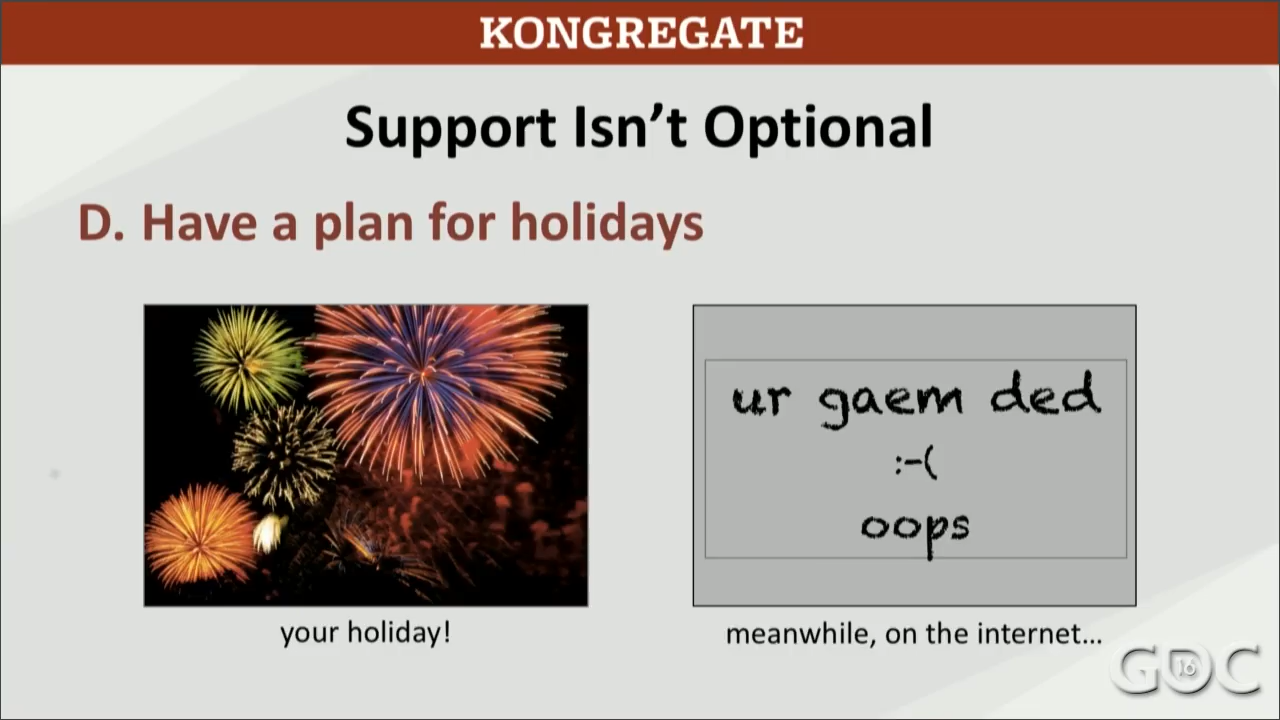 KONGREGATE
Support Isn’t Optional
D. Have a plan for holidays
ur gaem ded
:-(
oops
your holiday!
meanwhile, on the internet...
GDC
16